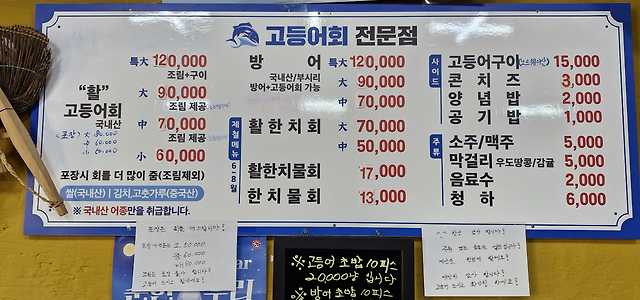 고등어회 전문점
"활"
고등어회
국내산
特大 120,000
조림+구이
大 90,000
조림 제공
中 70,000
조림 제공
小 60,000
포장시 회를 더 많이 줌(조림제외)
쌀(국내산) | 김치,고춧가루(중국산)
※ 국내산 어종만을 취급합니다.
방어 特大 120,000
국내산/부시리
방어+고등어회 가능
大 90,000
中 70,000
제철메뉴 6-8월
활한치회 大 70,000
中 50,000
활한치물회 17,000
한치물회 13,000
사이드
고등어구이 15,000
콘치즈 3,000
양념밥 2,000
공기밥 1,000
주류
소주/맥주 5,000
막걸리 우도땅콩/감귤 5,000
음료수 2,000
청하 6,000
※ 고등어 초밥 10피스
20,000냥 입니다
※ 방어 초밥 10피스